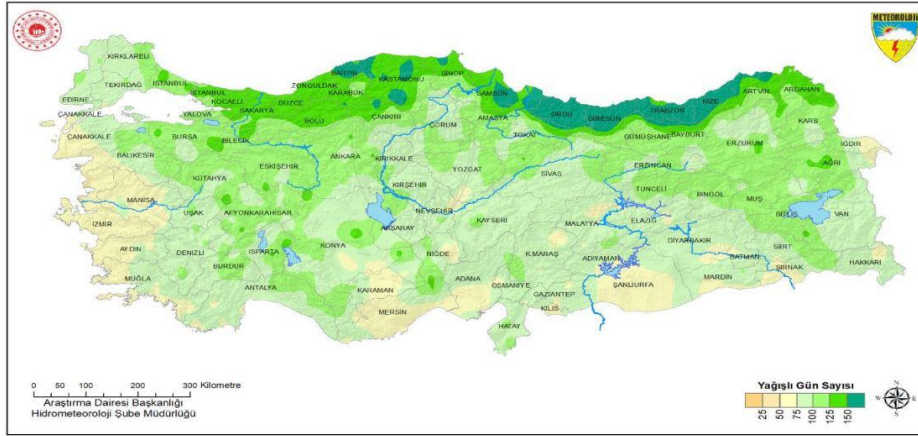 METEOROLOJİ
KIRKLARELİ
TEKİRDAĞ
EDİRNE
İSTANBUL
İSTANBUL
KOCAELİ
YALOVA
SAKARYA
DÜZCE
ZONGULDAK
BARTIN
KARABÜK
KASTAMONU
SİNOP
SAMSUN
ORDU
GİRESUN
TRABZON
RİZE
ARTVİN
ARDAHAN
KARS
ÇANAKKALE
ÇANAKKALE
BALIKESİR
BURSA
BİLECİK
BOLU
ÇANKIRI
ÇORUM
AMASYA
TOKAT
GÜMÜŞHANE
BAYBURT
ERZURUM
IĞDIR
AĞRI
KÜTAHYA
ESKİŞEHİR
ANKARA
KIRIKKALE
YOZGAT
SİVAS
ERZİNCAN
TUNCELİ
BİNGÖL
MUŞ
BİTLİS
VAN
MANİSA
UŞAK
AFYONKARAHİSAR
KIRŞEHİR
NEVŞEHİR
KAYSERİ
MALATYA
ELAZIĞ
DİYARBAKIR
BATMAN
SİİRT
ŞIRNAK
HAKKARİ
İZMİR
AYDIN
DENİZLİ
ISPARTA
KONYA
AKSARAY
NİĞDE
K.MARAŞ
ADIYAMAN
MARDİN
MUĞLA
BURDUR
ANTALYA
KARAMAN
MERSİN
ADANA
OSMANİYE
GAZİANTEP
KİLİS
ŞANLIURFA
HATAY
0 50 100 200 300 Kilometre
Araştırma Dairesi Başkanlığı
Hidrometeoroloji Şube Müdürlüğü
Yağışlı Gün Sayısı
25 50 75 100 125 150
N
W E
S